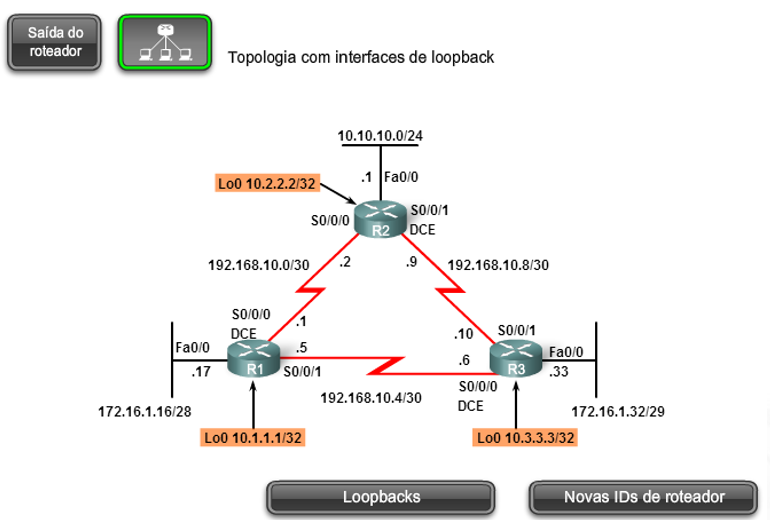 Saída do
roteador
Topologia com interfaces de loopback
10.10.10.0/24
.1 Fa0/0
Lo0 10.2.2.2/32
S0/0/0
S0/0/1
DCE
R2
.2
.9
192.168.10.0/30
192.168.10.8/30
S0/0/0
DCE
.1
.10
S0/0/1
Fa0/0
.17
R1
.5
S0/0/1
.6
R3
Fa0/0
.33
S0/0/0
DCE
192.168.10.4/30
172.16.1.16/28
172.16.1.32/29
Lo0 10.1.1.1/32
Lo0 10.3.3.3/32
Loopbacks
Novas IDs de roteador